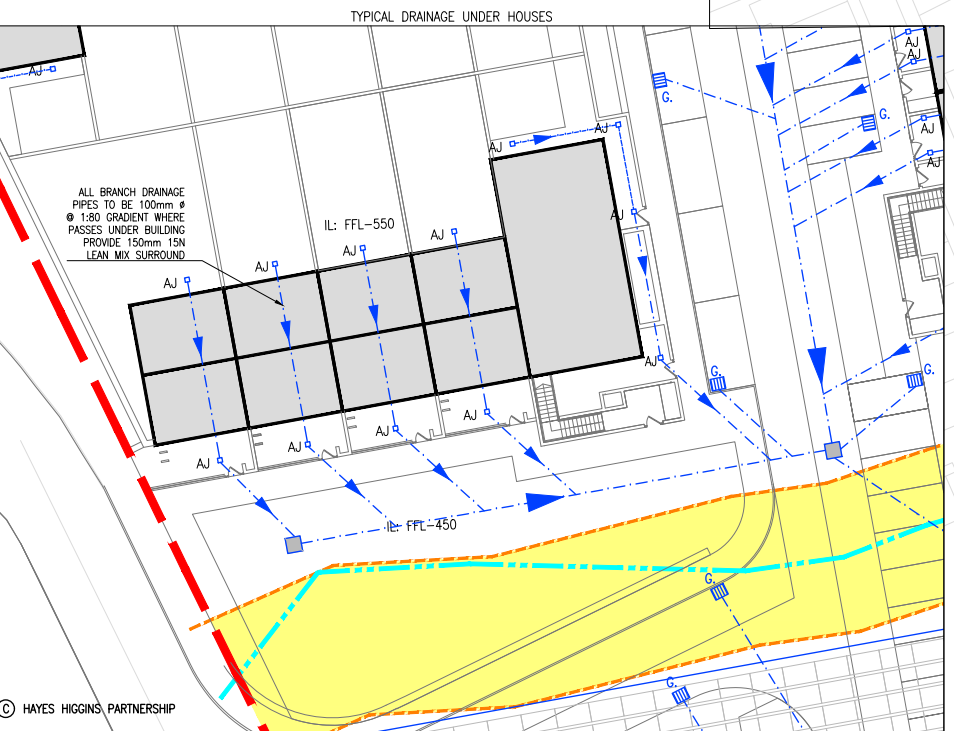 TYPICAL DRAINAGE UNDER HOUSES
AJ
AJ
AJ
G.
G.
AJ
AJ
AJ
AJ
ALL BRANCH DRAINAGE
PIPES TO BE 100mm ø
@ 1:80 GRADIENT WHERE
PASSES UNDER BUILDING
PROVIDE 150mm 15N
LEAN MIX SURROUND
AJ
IL: FFL-550
AJ
AJ
AJ
AJ
AJ
G.
G.
AJ
AJ
AJ
AJ
IL: FFL-450
G.
G.
© HAYES HIGGINS PARTNERSHIP